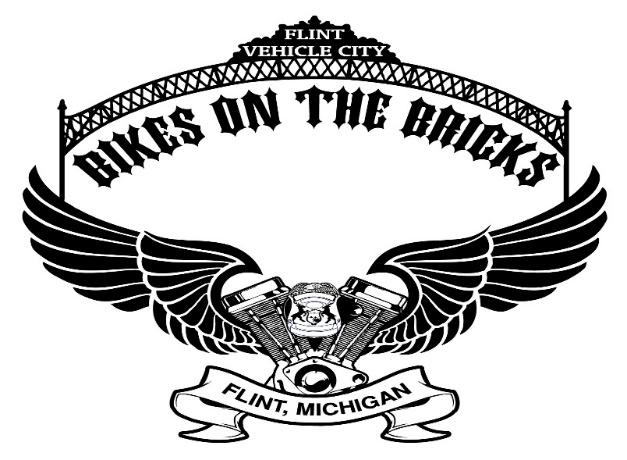 FLINT
VEHICLE CITY
BIKES ON THE BRICKS
FLINT, MICHIGAN